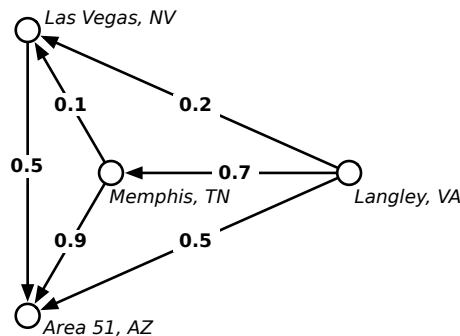 Las Vegas, NV
0.1
0.2
0.5
0.7
Memphis, TN
Langley, VA
0.9
0.5
Area 51, AZ